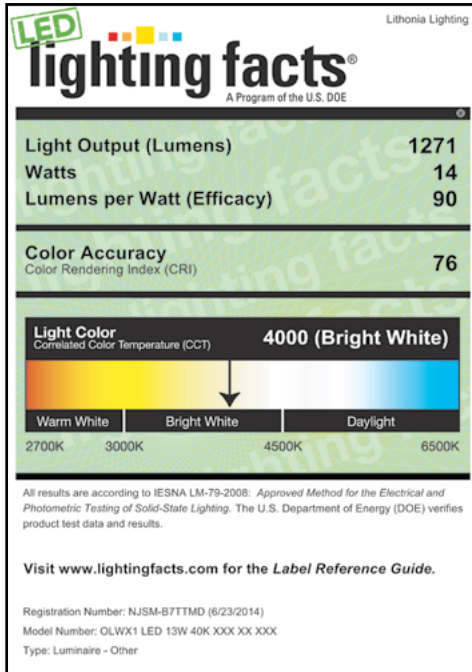 Lithonia Lighting
LED
lighting facts®
A Program of the U.S. DOE
Light Output (Lumens) 1271
Watts 14
Lumens per Watt (Efficacy) 90
Color Accuracy
Color Rendering Index (CRI) 76
Light Color
Correlated Color Temperature (CCT) 4000 (Bright White)
Warm White Bright White Daylight
2700K 3000K 4500K 6500K
All results are according to IESNA LM-79-2008: Approved Method for the Electrical and
Photometric Testing of Solid-State Lighting. The U.S. Department of Energy (DOE) verifies
product test data and results.
Visit www.lightingfacts.com for the Label Reference Guide.
Registration Number: NJSM-B7TTMD (6/23/2014)
Model Number: OLWX1 LED 13W 40K XXX XX XXX
Type: Luminaire - Other